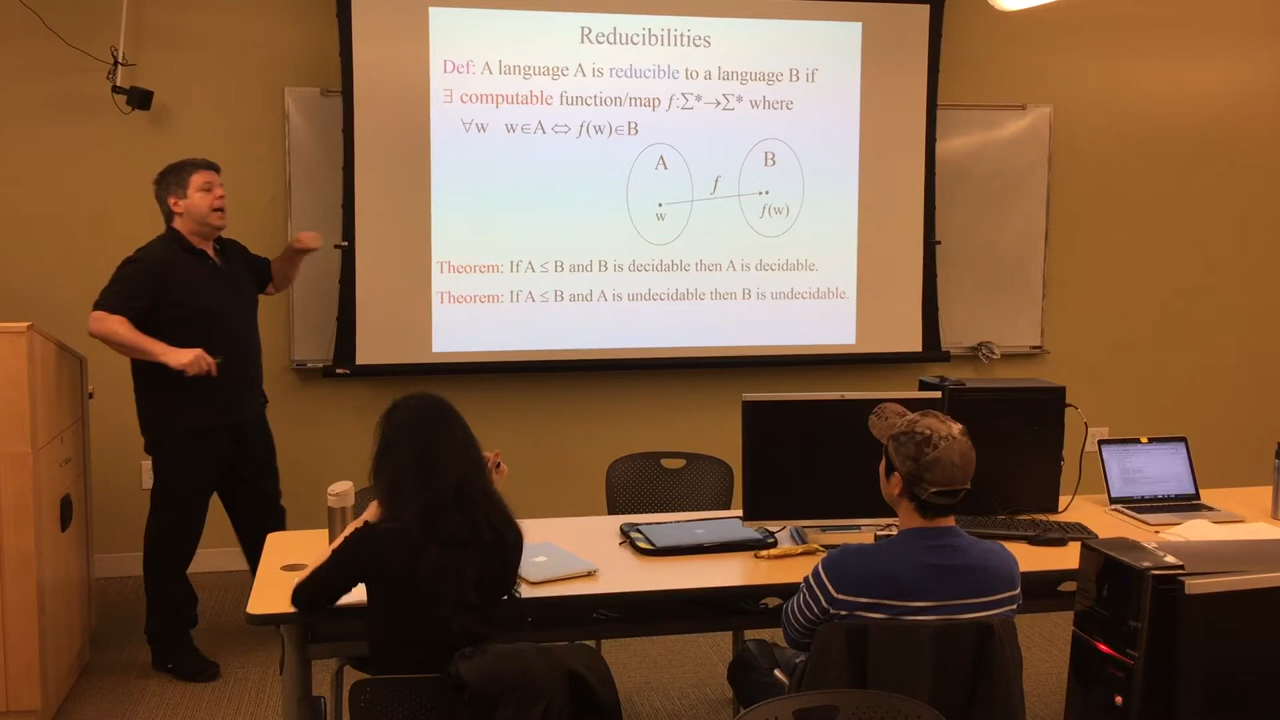 Reducibilities
Def: A language A is reducible to a language B if
∃ computable function/map f:Σ*→Σ* where
∀w w∈A ⇔ f(w)∈B
A
B
f
w
f(w)
Theorem: If A ≤ B and B is decidable then A is decidable.
Theorem: If A ≤ B and A is undecidable then B is undecidable.